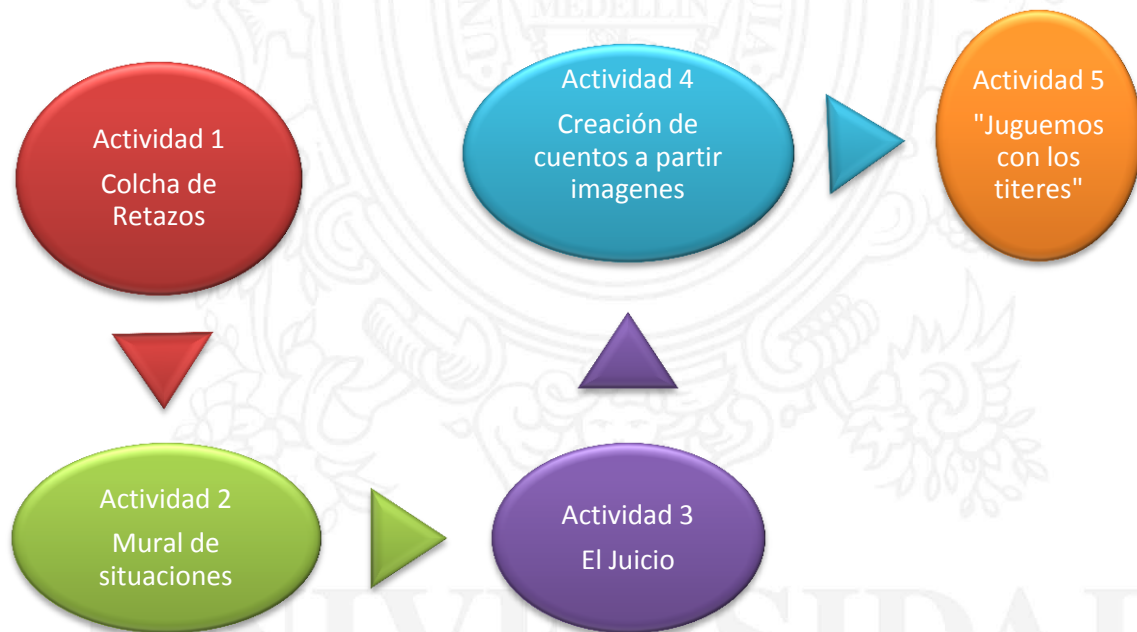 Actividad 1
Colcha de
Retazos
Actividad 2
Mural de
situaciones
Actividad 3
El Juicio
Actividad 4
Creación de
cuentos a partir
imagenes
Actividad 5
"Juguemos
con los
titeres"
MEDELLIN